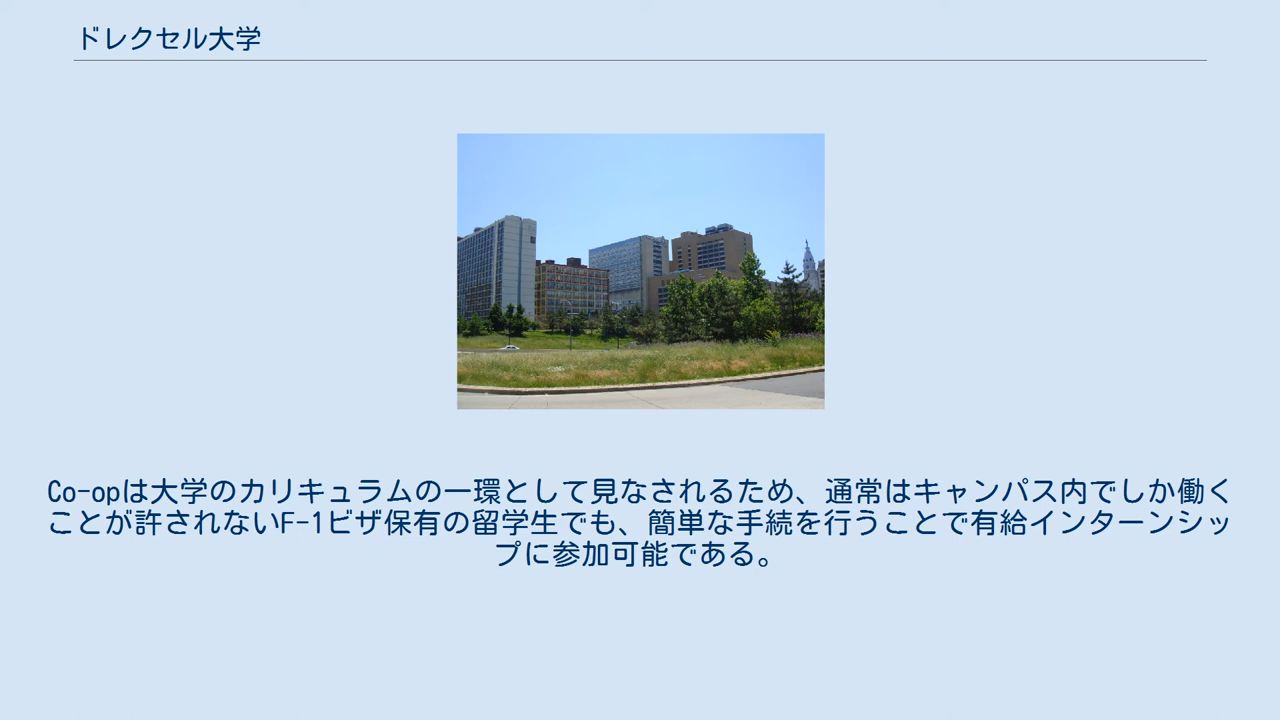 ドレクセル大学
Co-opは大学のカリキュラムの一環として見なされるため、通常はキャンパス内でしか働く
ことが許されないF-1ビザ保有の留学生でも、簡単な手続を行うことで有給インターンシッ
プに参加可能である。